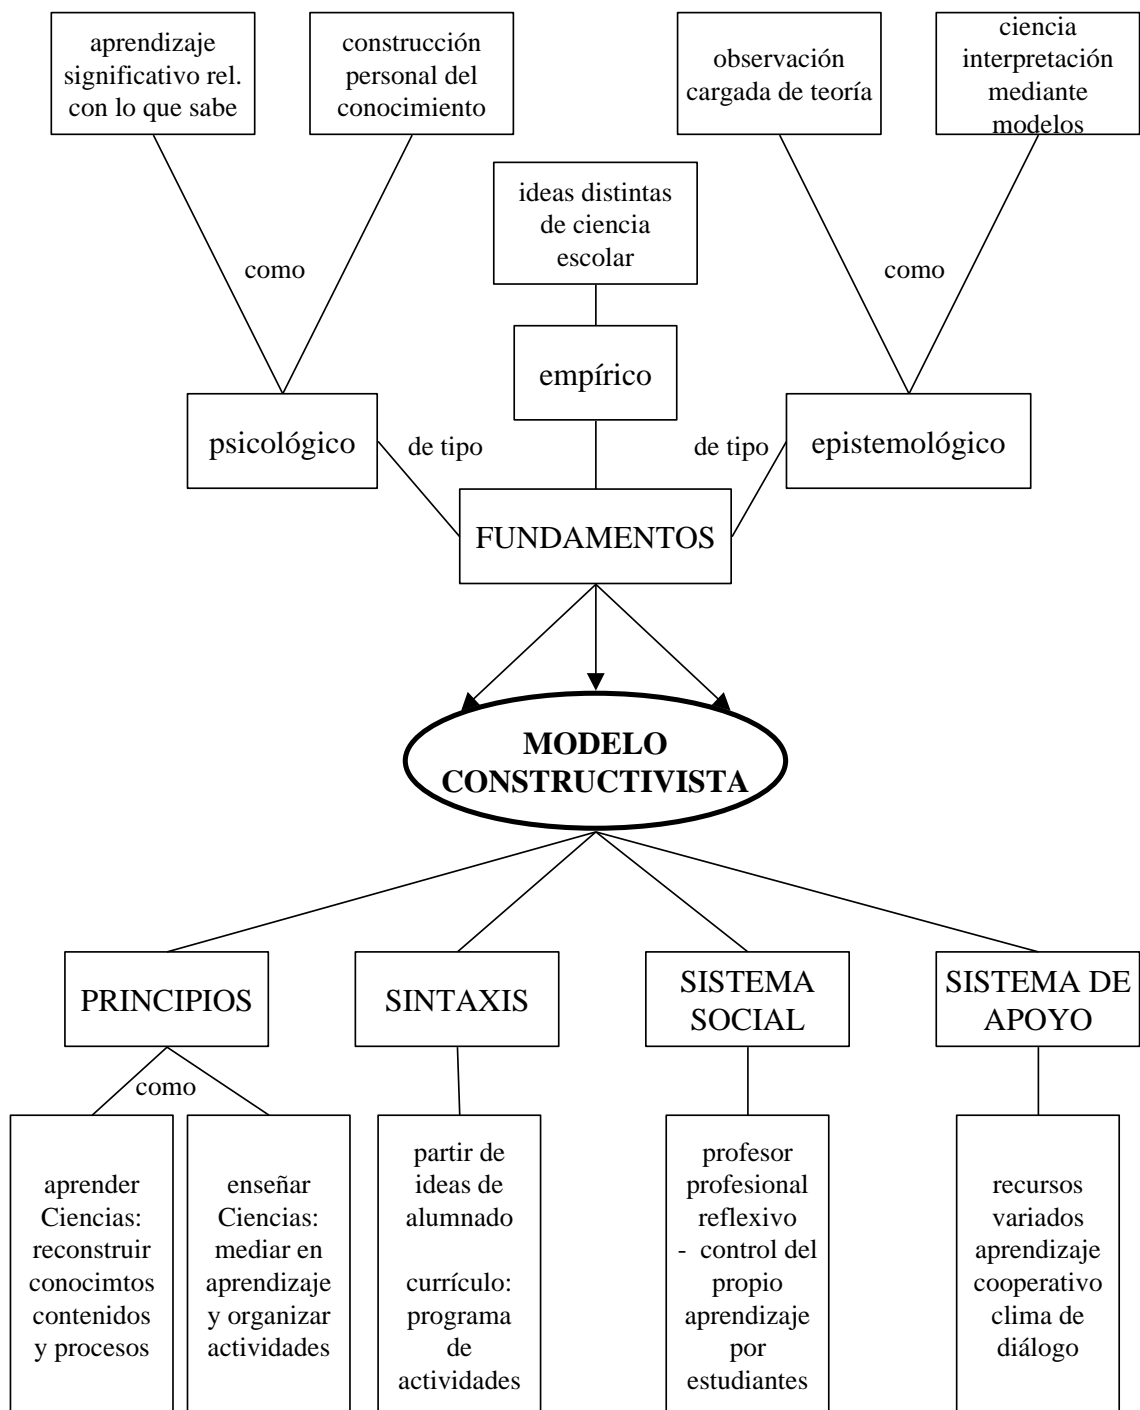 aprendizaje
significativo rel.
con lo que sabe
construcción
personal del
conocimiento
observación
cargada de teoría
ciencia
interpretación
mediante
modelos
ideas distintas
de ciencia
escolar
como
como
empírico
psicológico
de tipo
de tipo
epistemológico
FUNDAMENTOS
MODELO
CONSTRUCTIVISTA
PRINCIPIOS
SINTAXIS
SISTEMA
SOCIAL
SISTEMA DE
APOYO
como
aprender
Ciencias:
reconstruir
conocimtos
contenidos
y procesos
enseñar
Ciencias:
mediar en
aprendizaje
y organizar
actividades
partir de
ideas de
alumnado
currículo:
programa
de
actividades
profesor
profesional
reflexivo
- control del
propio
aprendizaje
por
estudiantes
recursos
variados
aprendizaje
cooperativo
clima de
diálogo